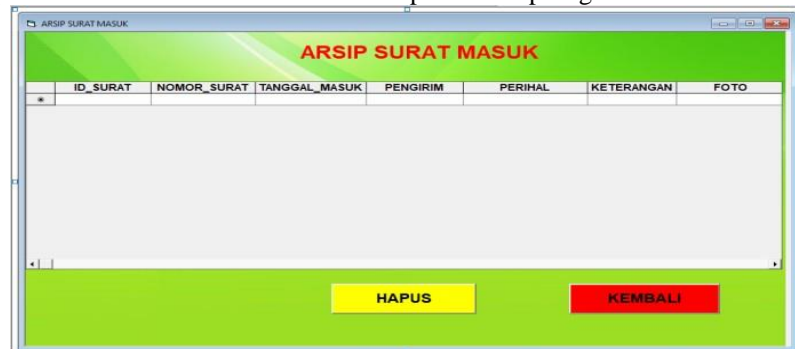 ARSIP SURAT MASUK
ARSIP SURAT MASUK
ID_SURAT NOMOR_SURAT TANGGAL_MASUK PENGIRIM PERIHAL KETERANGAN FOTO
HAPUS KEMBALI